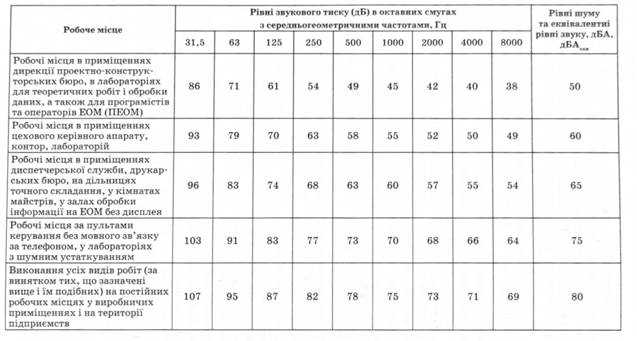 Робоче місце
Рівні звукового тиску (дБ) в октавних смугах
з середньогеометричними частотами, Гц
Рівні шуму
та еквівалентні
рівні звуку, дБА,
дБАекв
31,5 63 125 250 500 1000 2000 4000 8000
Робочі місця в приміщеннях
дирекції проектно-конструк-
торських бюро, в лабораторіях
для теоретичних робіт і обробки
даних, а також для програмістів
та операторів ЕОМ (ПЕОМ)
86 71 61 54 49 45 42 40 38 50
Робочі місця в приміщеннях
цехового керівного апарату,
контор, лабораторій
93 79 70 63 58 55 52 50 49 60
Робочі місця в приміщеннях
диспетчерської служби, друкар-
ських бюро, на дільницях
точного складання, у кімнатах
майстрів, у залах обробки
інформації на ЕОМ без дисплея
96 83 74 68 63 60 57 55 54 65
Робочі місця за пультами
керування без мовного зв’язку
за телефоном, у лабораторіях
з шумним устаткуванням
103 91 83 77 73 70 68 66 64 75
Виконання усіх видів робіт (за
винятком тих, що зазначені
вище і їм подібних) на постійних
робочих місцях у виробничих
приміщеннях і на території
підприємств
107 95 87 82 78 75 73 71 69 80